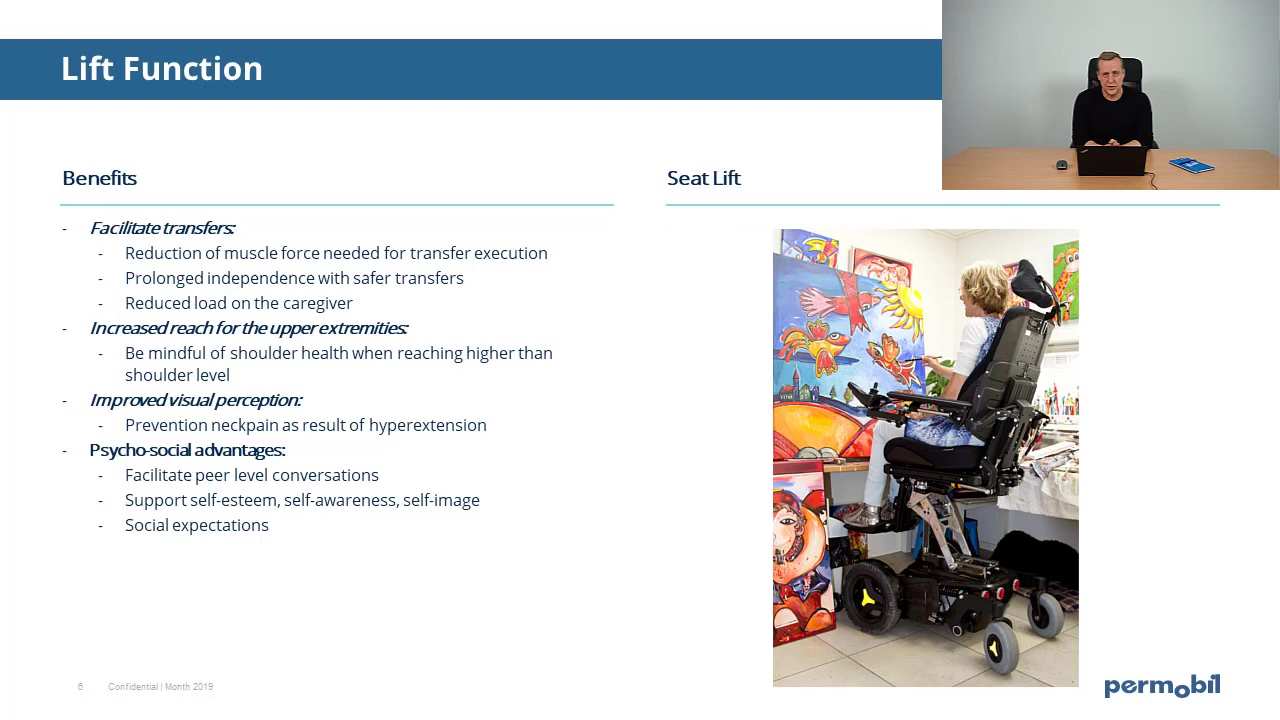 Lift Function
Benefits
- Facilitate transfers:
- Reduction of muscle force needed for transfer execution
- Prolonged independence with safer transfers
- Reduced load on the caregiver
- Increased reach for the upper extremities:
- Be mindful of shoulder health when reaching higher than
shoulder level
- Improved visual perception:
- Prevention neckpain as result of hyperextension
- Psycho-social advantages:
- Facilitate peer level conversations
- Support self-esteem, self-awareness, self-image
- Social expectations
Seat Lift
6 Confidential | Month 2019
permobil